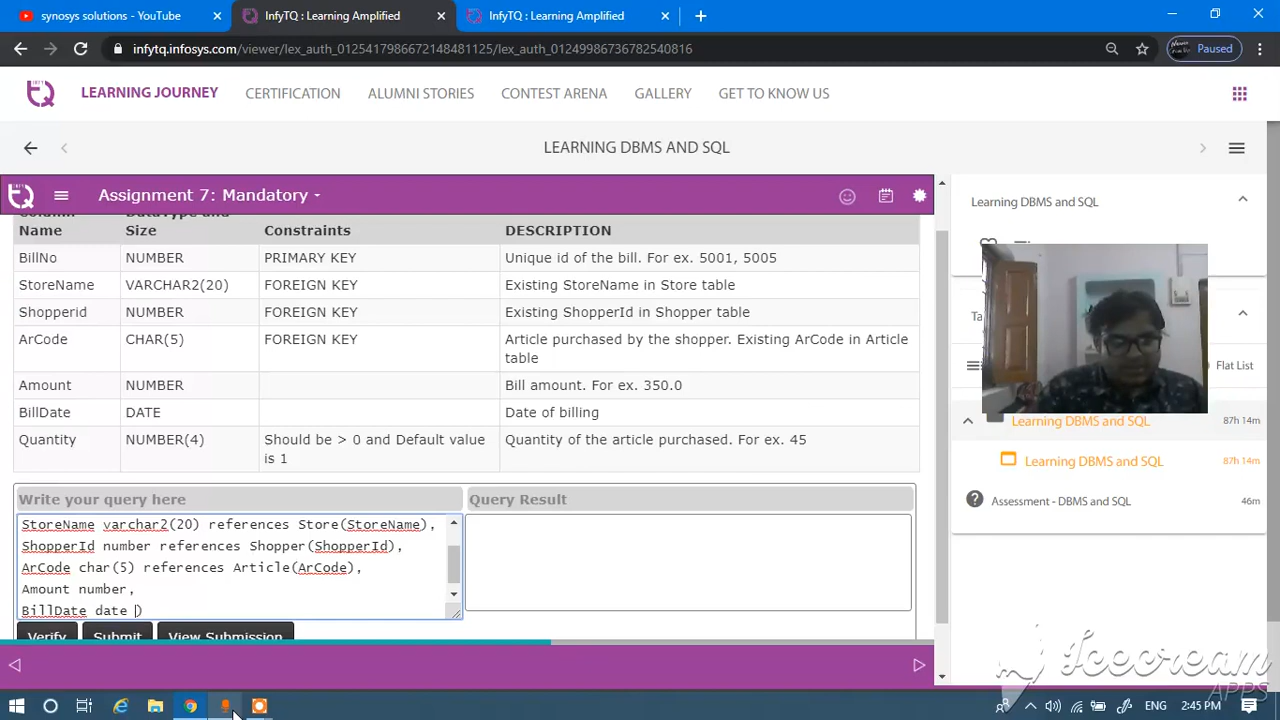 synosys solutions - YouTube
InfyTQ : Learning Amplified
InfyTQ : Learning Amplified
infytq.infosys.com/viewer/lex_auth_012541798667214848​1125/lex_auth_01249986736782540816
Paused
LEARNING JOURNEY CERTIFICATION ALUMNI STORIES CONTEST ARENA GALLERY GET TO KNOW US
LEARNING DBMS AND SQL
Assignment 7: Mandatory
Learning DBMS and SQL
Name Size Constraints DESCRIPTION
BillNo NUMBER PRIMARY KEY Unique id of the bill. For ex. 5001, 5005
StoreName VARCHAR2(20) FOREIGN KEY Existing StoreName in Store table
Shopperid NUMBER FOREIGN KEY Existing ShopperId in Shopper table
ArCode CHAR(5) FOREIGN KEY Article purchased by the shopper. Existing ArCode in Article
table
Amount NUMBER Bill amount. For ex. 350.0
BillDate DATE Date of billing
Quantity NUMBER(4) Should be > 0 and Default value Quantity of the article purchased. For ex. 45
is 1
Flat List
Learning DBMS and SQL 87h 14m
Learning DBMS and SQL 87h 14m
Assessment - DBMS and SQL 46m
Write your query here Query Result
StoreName varchar2(20) references Store(StoreName),
ShopperId number references Shopper(ShopperId),
ArCode char(5) references Article(ArCode),
Amount number,
BillDate date )
Verify Submit View Submission
Icecream
APPS
ENG 2:45 PM